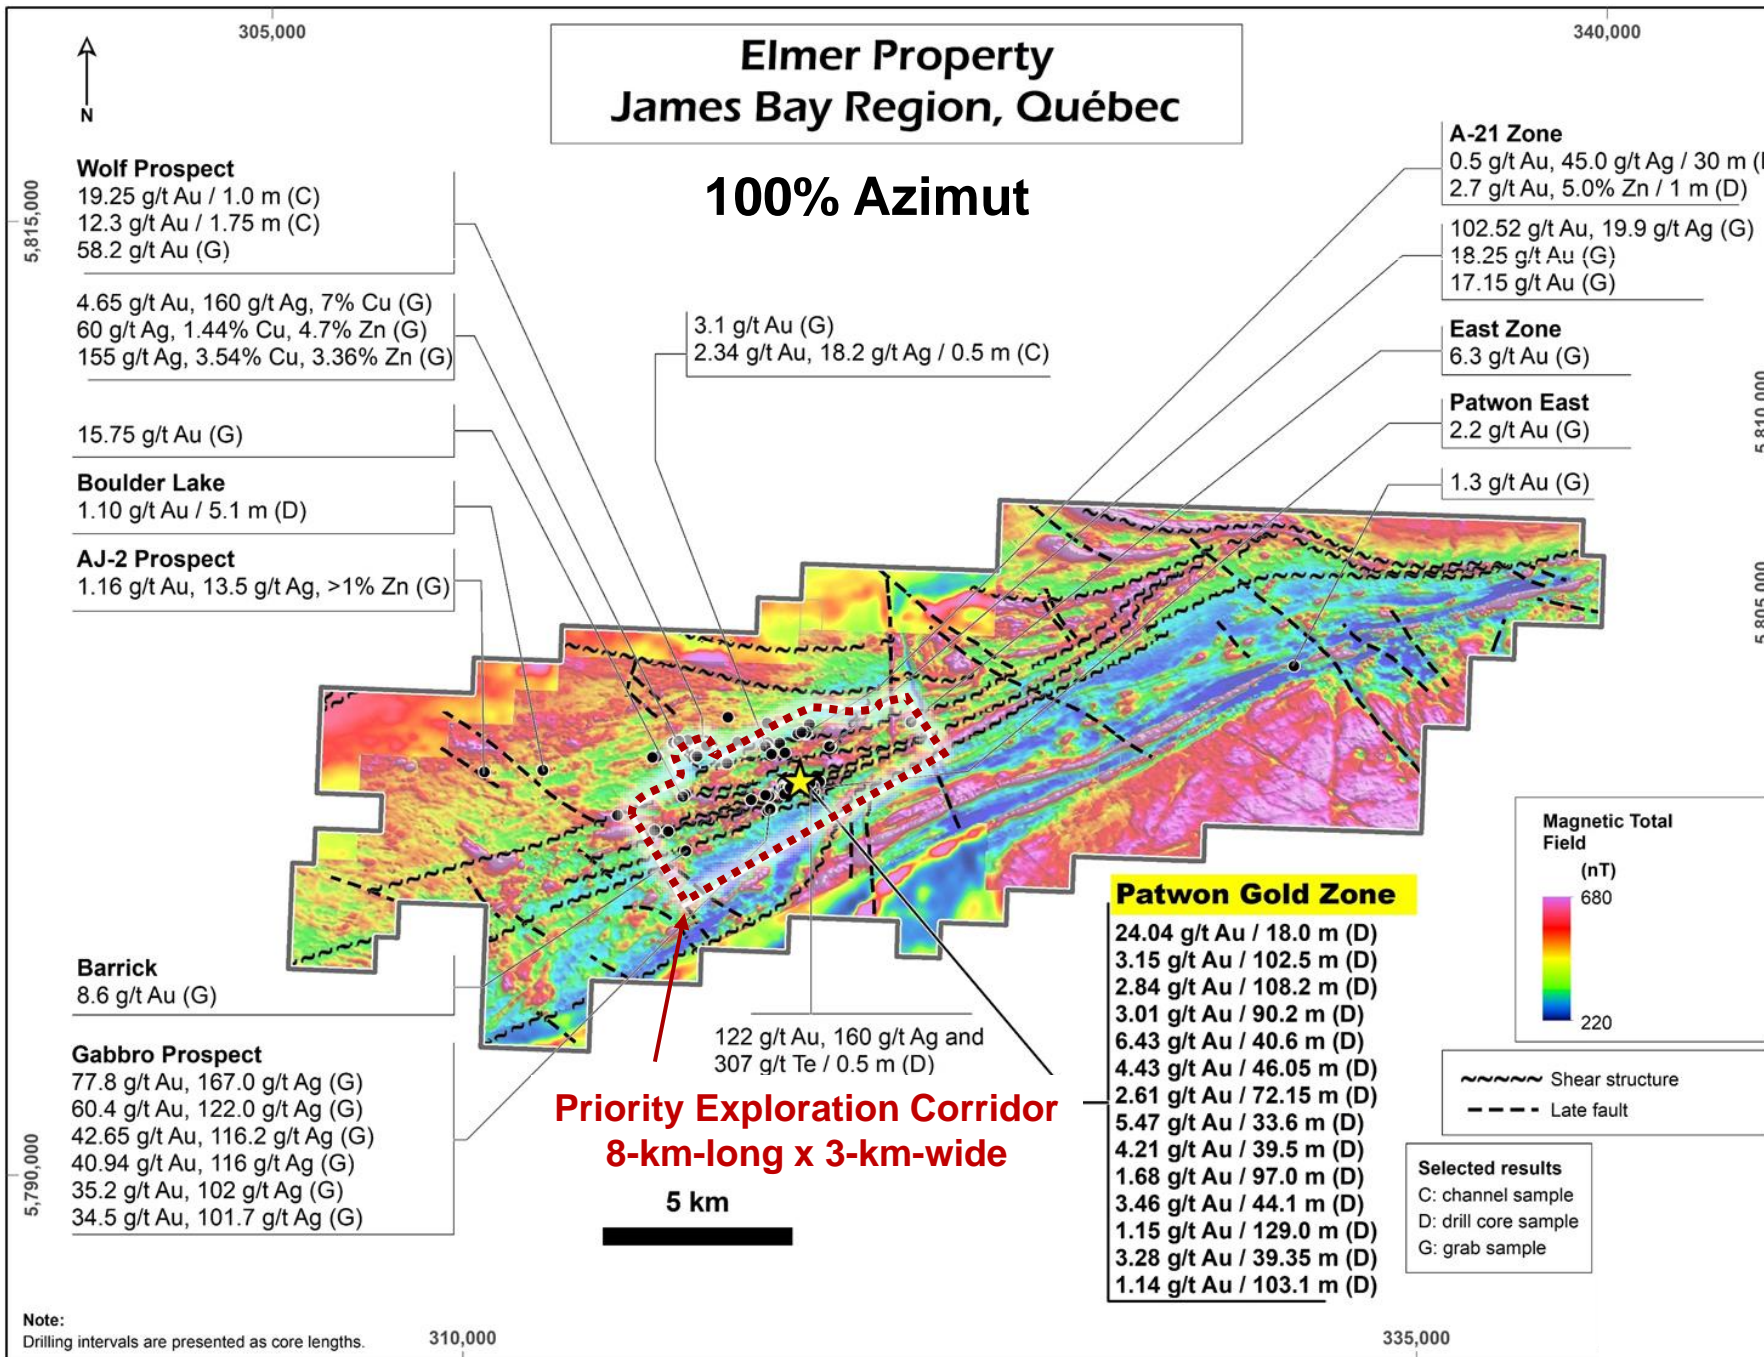 305,000
340,000
Elmer Property
James Bay Region, Québec
100% Azimut
N
5,815,000
5,790,000
5,810,000
5,805,000
Wolf Prospect
19.25 g/t Au / 1.0 m (C)
12.3 g/t Au / 1.75 m (C)
58.2 g/t Au (G)
4.65 g/t Au, 160 g/t Ag, 7% Cu (G)
60 g/t Ag, 1.44% Cu, 4.7% Zn (G)
155 g/t Ag, 3.54% Cu, 3.36% Zn (G)
15.75 g/t Au (G)
Boulder Lake
1.10 g/t Au / 5.1 m (D)
AJ-2 Prospect
1.16 g/t Au, 13.5 g/t Ag, >1% Zn (G)
3.1 g/t Au (G)
2.34 g/t Au, 18.2 g/t Ag / 0.5 m (C)
A-21 Zone
0.5 g/t Au, 45.0 g/t Ag / 30 m (
2.7 g/t Au, 5.0% Zn / 1 m (D)
102.52 g/t Au, 19.9 g/t Ag (G)
18.25 g/t Au (G)
17.15 g/t Au (G)
East Zone
6.3 g/t Au (G)
Patwon East
2.2 g/t Au (G)
1.3 g/t Au (G)
Barrick
8.6 g/t Au (G)
Gabbro Prospect
77.8 g/t Au, 167.0 g/t Ag (G)
60.4 g/t Au, 122.0 g/t Ag (G)
42.65 g/t Au, 116.2 g/t Ag (G)
40.94 g/t Au, 116 g/t Ag (G)
35.2 g/t Au, 102 g/t Ag (G)
34.5 g/t Au, 101.7 g/t Ag (G)
122 g/t Au, 160 g/t Ag and
307 g/t Te / 0.5 m (D)
Priority Exploration Corridor
8-km-long x 3-km-wide
5 km
Patwon Gold Zone
24.04 g/t Au / 18.0 m (D)
3.15 g/t Au / 102.5 m (D)
2.84 g/t Au / 108.2 m (D)
3.01 g/t Au / 90.2 m (D)
6.43 g/t Au / 40.6 m (D)
4.43 g/t Au / 46.05 m (D)
2.61 g/t Au / 72.15 m (D)
5.47 g/t Au / 33.6 m (D)
4.21 g/t Au / 39.5 m (D)
1.68 g/t Au / 97.0 m (D)
3.46 g/t Au / 44.1 m (D)
1.15 g/t Au / 129.0 m (D)
3.28 g/t Au / 39.35 m (D)
1.14 g/t Au / 103.1 m (D)
Magnetic Total
Field
(nT)
680
220
Shear structure
Late fault
Selected results
C: channel sample
D: drill core sample
G: grab sample
Note:
Drilling intervals are presented as core lengths.
310,000
335,000